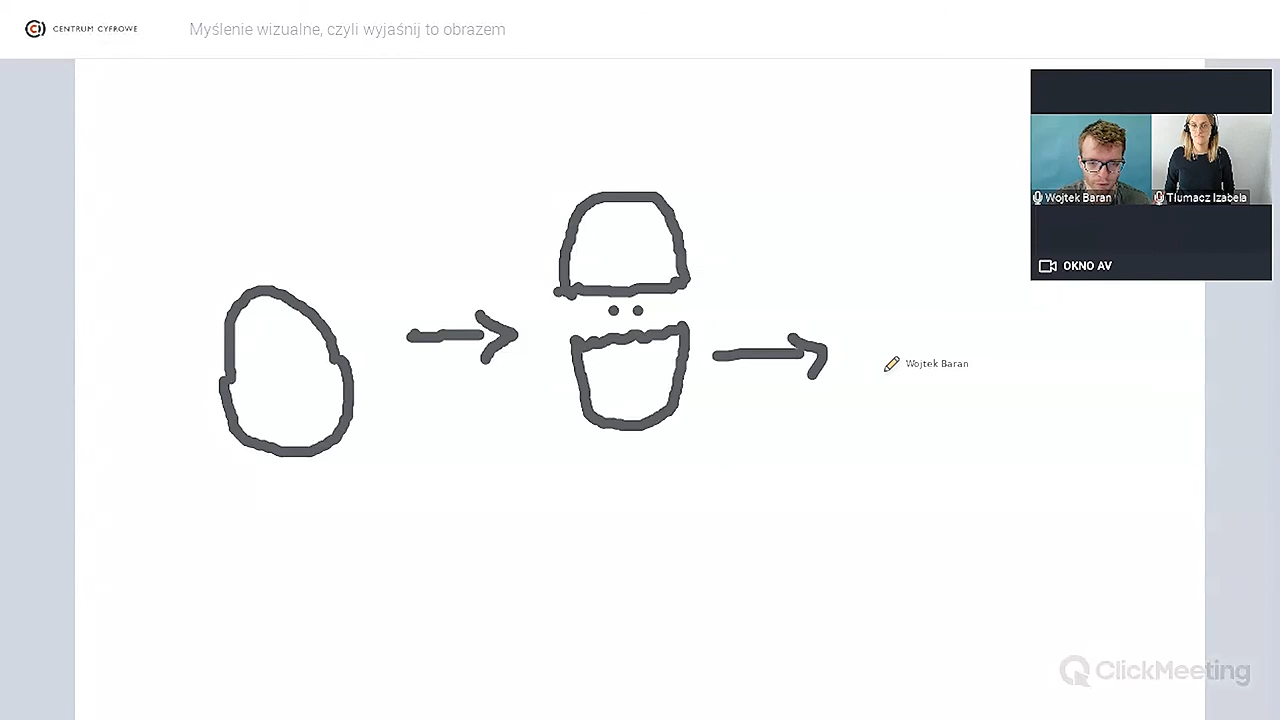 CENTRUM CYFROWE
Myślenie wizualne, czyli wyjaśnij to obrazem
Wojtek Baran
Tłumacz Izabela
OKNO AV
Wojtek Baran
ClickMeeting